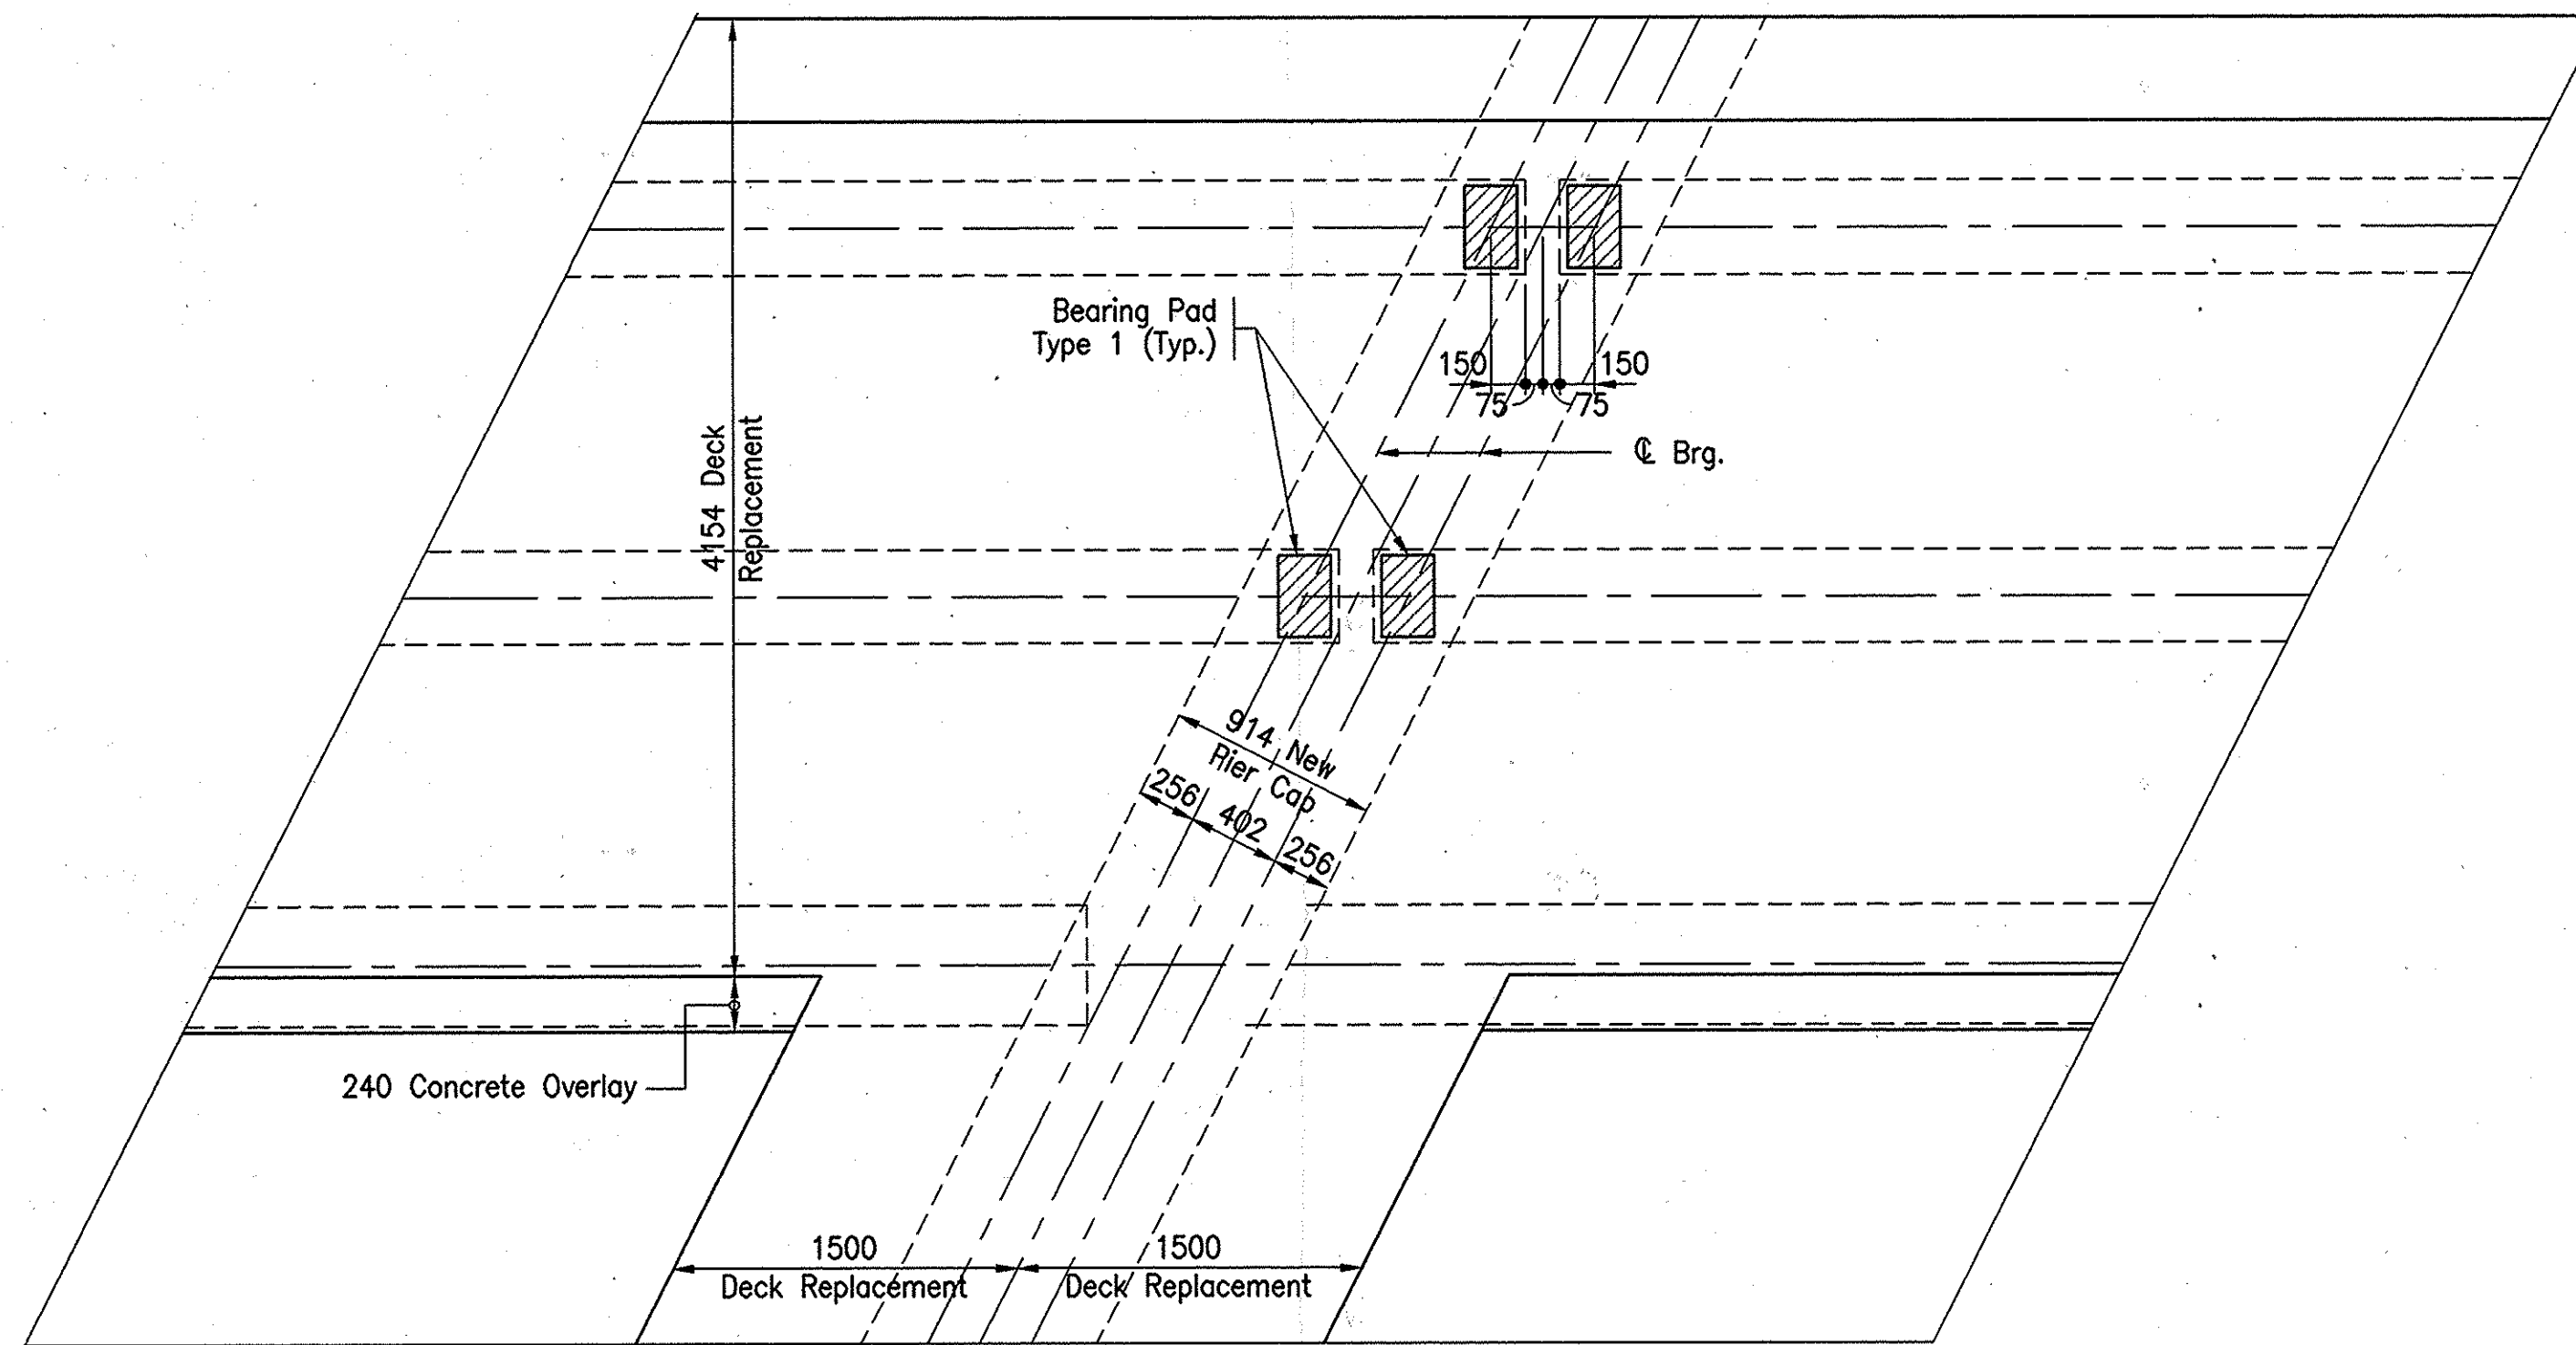 Bearing Pad
Type 1 (Typ.)
150
150
75
75
4154 Deck
Replacement
℄ Brg.
914 New
Pier Cap
256
402
256
240 Concrete Overlay
1500
Deck Replacement
1500
Deck Replacement